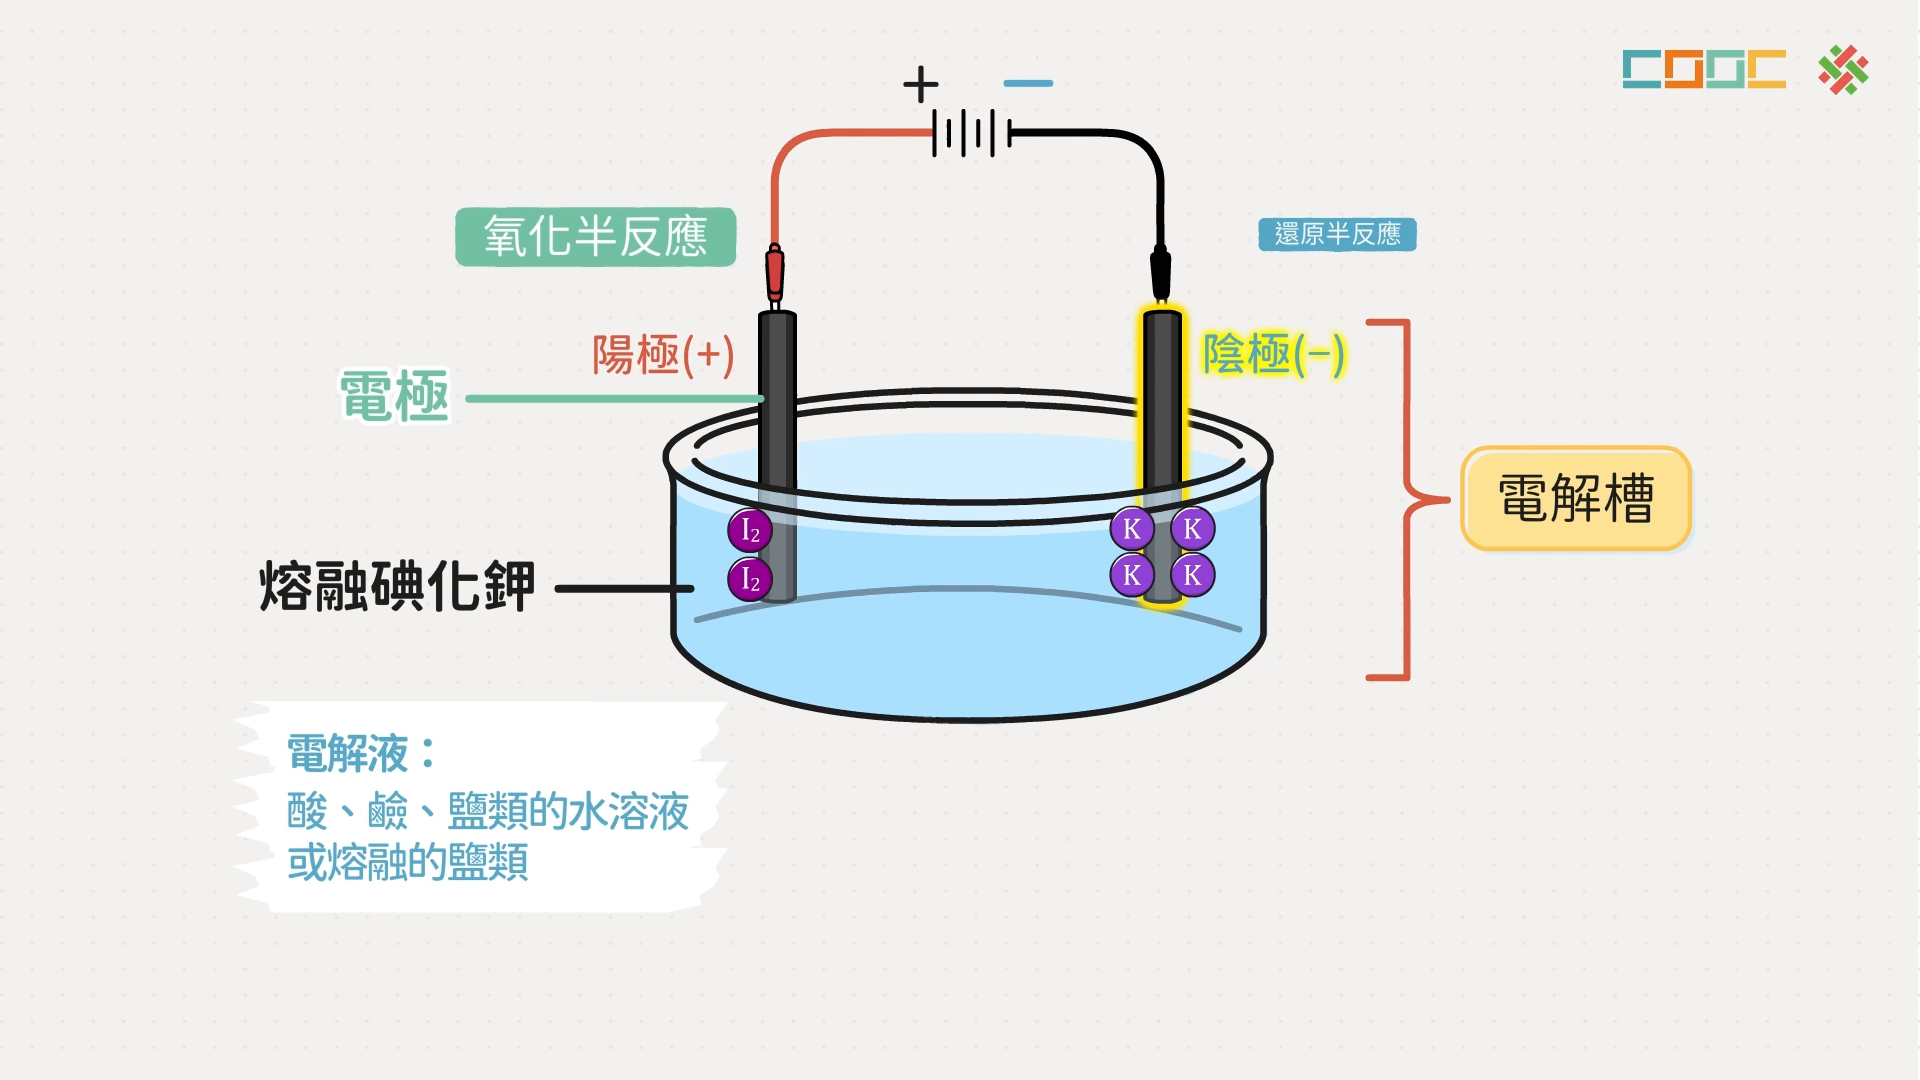 COOC
+ −
氧化半反應
還原半反應
陽極(+)
陰極(−)
電極
電解槽
I₂
K K
熔融碘化鉀
I₂
K K
電解液：
酸、鹼、鹽類的水溶液
或熔融的鹽類